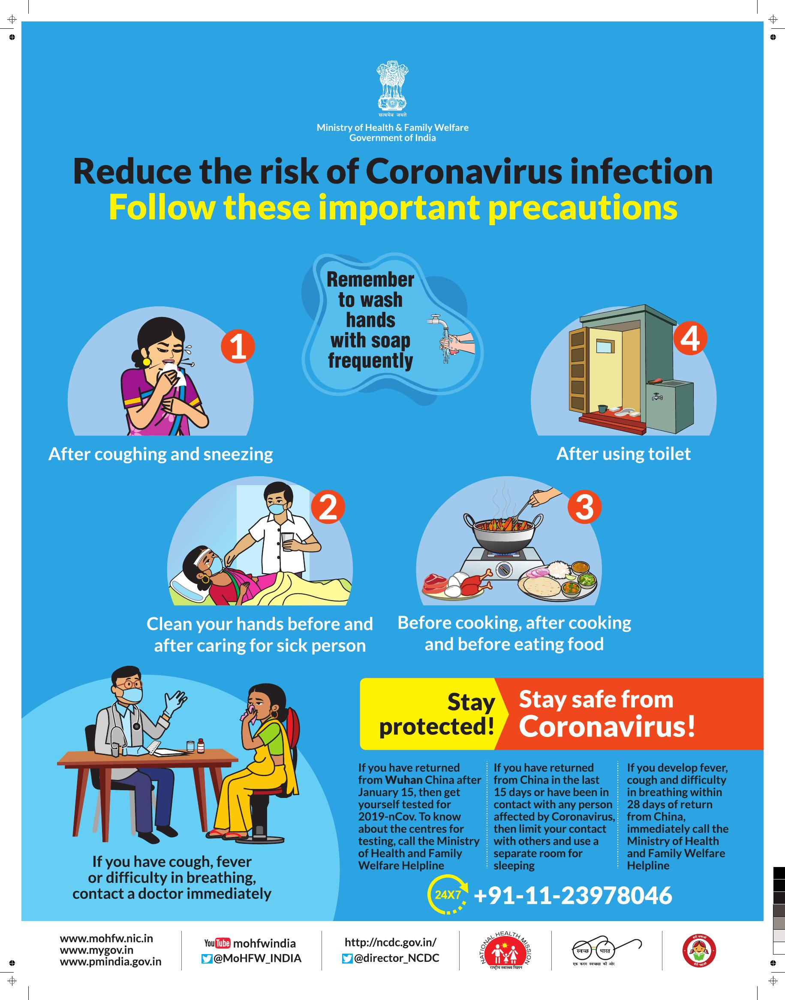 सत्यमेव जयते
Ministry of Health & Family Welfare
Government of India
Reduce the risk of Coronavirus infection
Follow these important precautions
Remember
to wash
hands
with soap
frequently
1
After coughing and sneezing
4
After using toilet
2
Clean your hands before and
after caring for sick person
3
Before cooking, after cooking
and before eating food
If you have cough, fever
or difficulty in breathing,
contact a doctor immediately
Stay
protected!
Stay safe from
Coronavirus!
If you have returned
from Wuhan China after
January 15, then get
yourself tested for
2019-nCov. To know
about the centres for
testing, call the Ministry
of Health and Family
Welfare Helpline
If you have returned
from China in the last
15 days or have been in
contact with any person
affected by Coronavirus,
then limit your contact
with others and use a
separate room for
sleeping
If you develop fever,
cough and difficulty
in breathing within
28 days of return
from China,
immediately call the
Ministry of Health
and Family Welfare
Helpline
24X7
+91-11-23978046
www.mohfw.nic.in
www.mygov.in
www.pmindia.gov.in
YouTube mohfwindia
@MoHFW_INDIA
http://ncdc.gov.in/
@director_NCDC
NATIONAL HEALTH MISSION
राष्ट्रीय स्वास्थ्य मिशन
स्वच्छ भारत
एक कदम स्वच्छता की ओर
बेटी बचाओ
बेटी पढ़ाओ